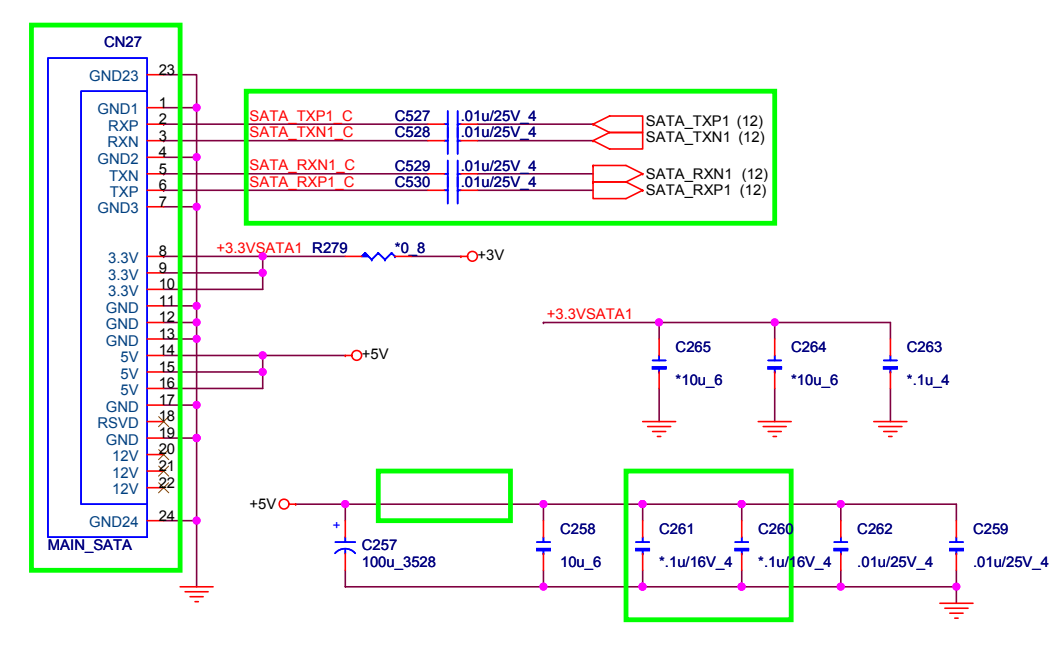 CN27
GND23 23
GND1 1
RXP 2 SATA_TXP1_C C527 .01u/25V_4 SATA_TXP1 (12)
RXN 3 SATA_TXN1_C C528 .01u/25V_4 SATA_TXN1 (12)
GND2 4
TXN 5 SATA_RXN1_C C529 .01u/25V_4 SATA_RXN1 (12)
TXP 6 SATA_RXP1_C C530 .01u/25V_4 SATA_RXP1 (12)
GND3 7
3.3V 8 +3.3VSATA1 R279 *0_8 +3V
3.3V 9
3.3V 10
GND 11
GND 12
GND 13
5V 14 +5V
5V 15
5V 16
GND 17
RSVD 18
GND 19
12V 20
12V 21
12V 22
GND24 24
MAIN_SATA
+3.3VSATA1
C265 C264 C263
*10u_6 *10u_6 *.1u_4
+5V
+
C257 C258 C261 C260 C262 C259
100u_3528 10u_6 *.1u/16V_4 *.1u/16V_4 .01u/25V_4 .01u/25V_4